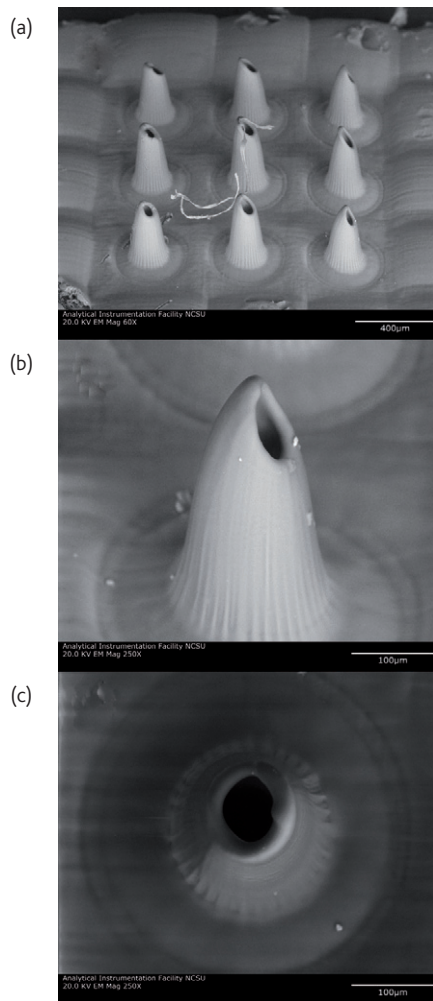 (a)
Analytical Instrumentation Facility NCSU
20.0 KV EM Mag 60X
400µm
(b)
Analytical Instrumentation Facility NCSU
20.0 KV EM Mag 250X
100µm
(c)
Analytical Instrumentation Facility NCSU
20.0 KV EM Mag 250X
100µm